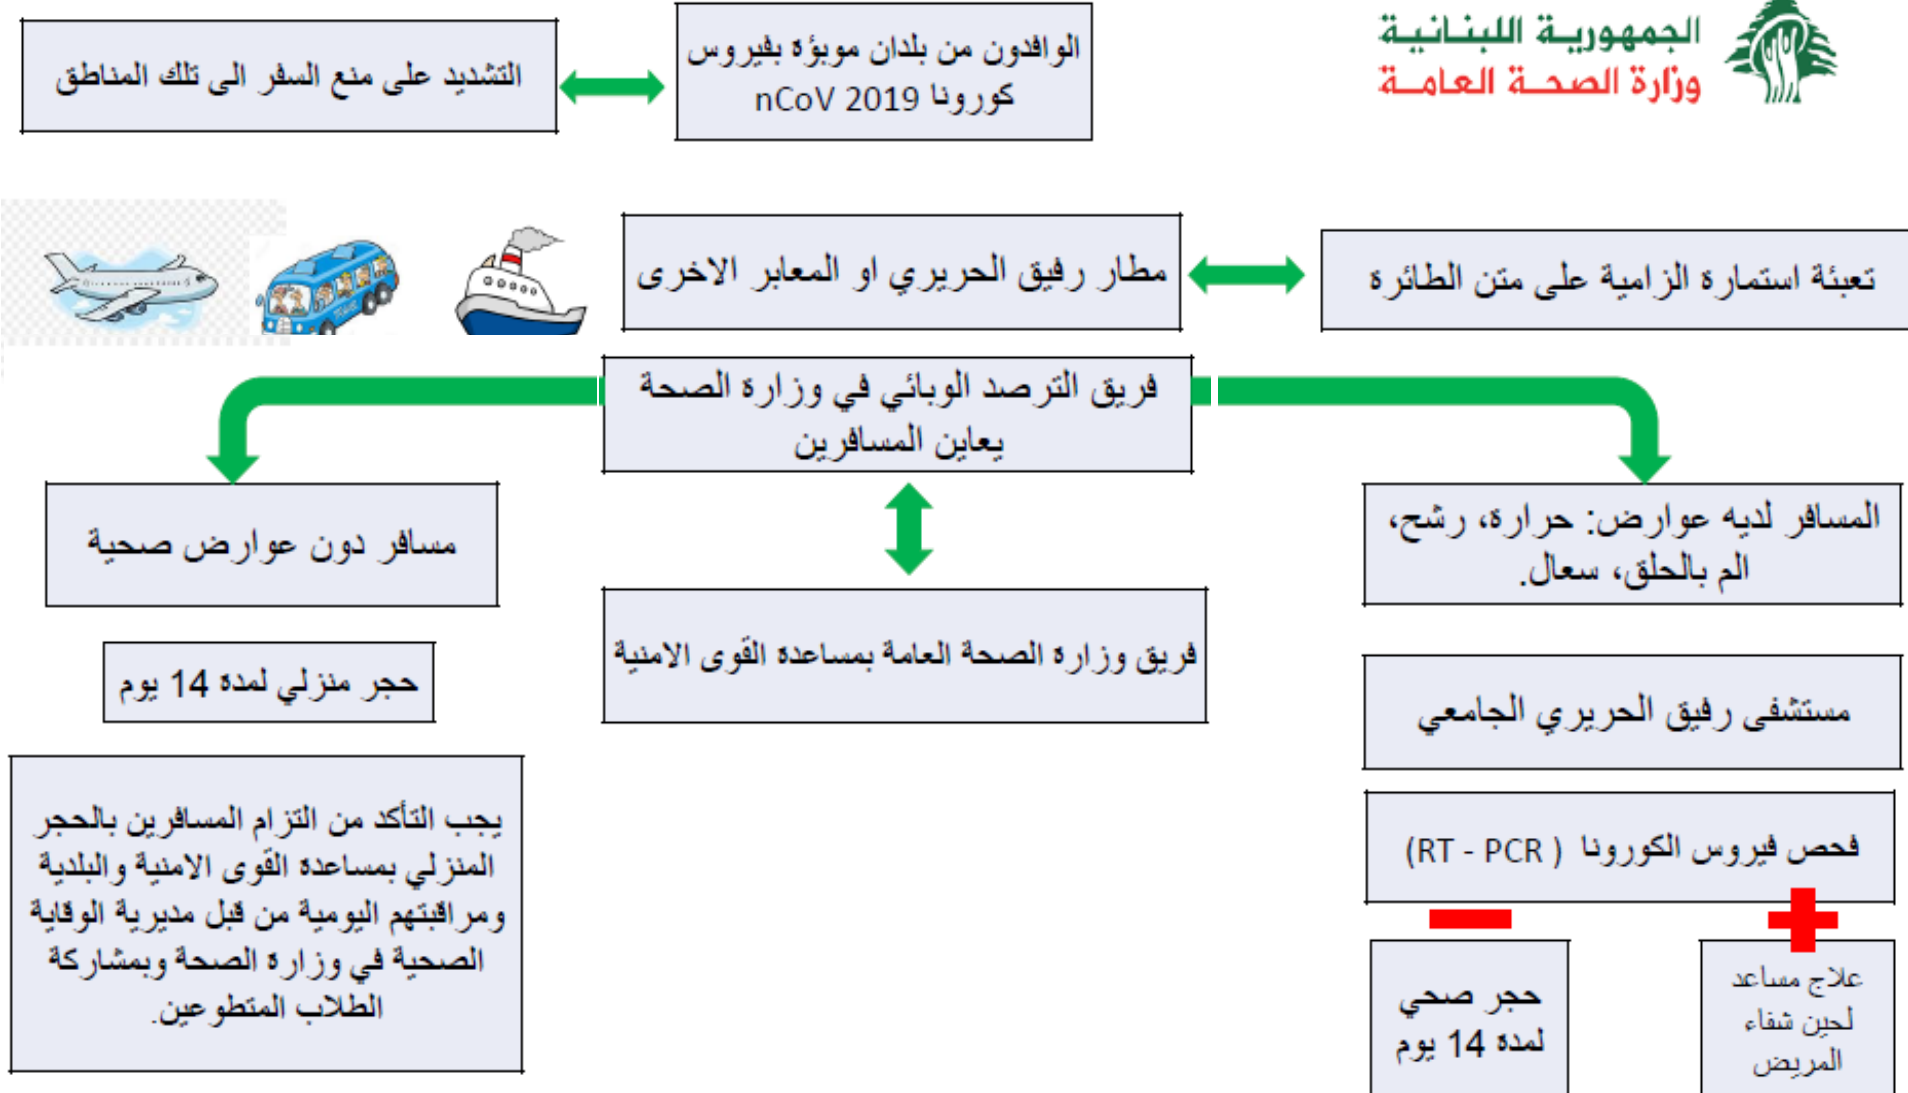 الجمهورية اللبنانية
وزارة الصحة العامة
الوافدون من بلدان موبؤة بفيروس
كورونا nCoV 2019
التشديد على منع السفر الى تلك المناطق
تعبئة استمارة الزامية على متن الطائرة
مطار رفيق الحريري او المعابر الاخرى
فريق الترصد الوبائي في وزارة الصحة
يعاين المسافرين
المسافر لديه عوارض: حرارة، رشح،
الم بالحلق، سعال.
مستشفى رفيق الحريري الجامعي
فحص فيروس الكورونا ( RT - PCR)
علاج مساعد
لحين شفاء
المريض
حجر صحي
لمدة 14 يوم
فريق وزارة الصحة العامة بمساعدة القوى الامنية
مسافر دون عوارض صحية
حجر منزلي لمدة 14 يوم
يجب التأكد من التزام المسافرين بالحجر
المنزلي بمساعدة القوى الامنية والبلدية
ومراقبتهم اليومية من قبل مديرية الوقاية
الصحية في وزارة الصحة وبمشاركة
الطلاب المتطوعين.